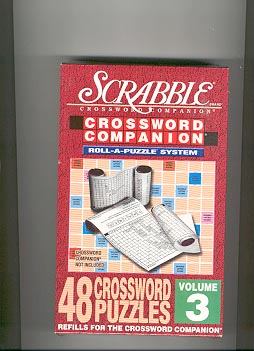 SCRABBLE BRAND
CROSSWORD COMPANION®
CROSSWORD
COMPANION®
ROLL-A-PUZZLE SYSTEM
CROSSWORD
COMPANION®
NOT INCLUDED
48 CROSSWORD
PUZZLES
VOLUME
3
REFILLS FOR THE CROSSWORD COMPANION®